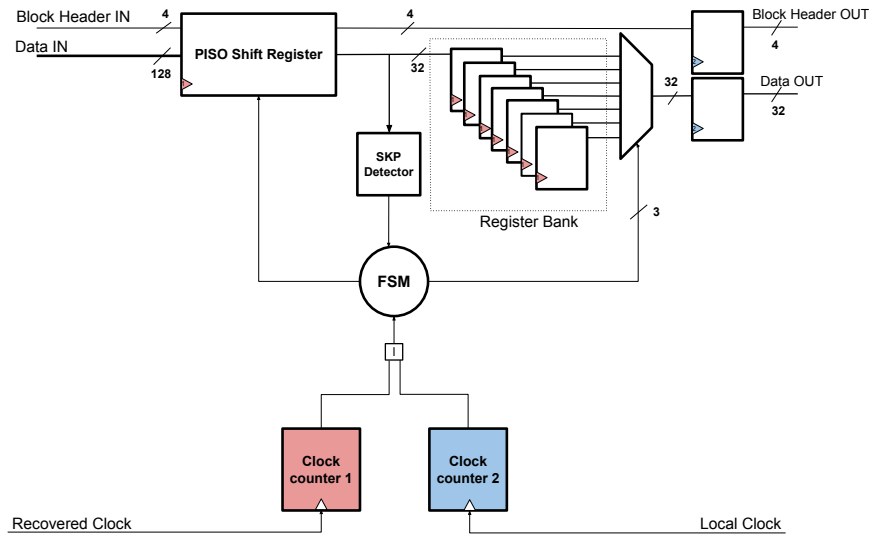 Block Header IN
4
4
Block Header OUT
4
Data IN
128
PISO Shift Register
32
32
Data OUT
32
SKP
Detector
Register Bank
3
FSM
Clock
counter 1
Clock
counter 2
Recovered Clock
Local Clock